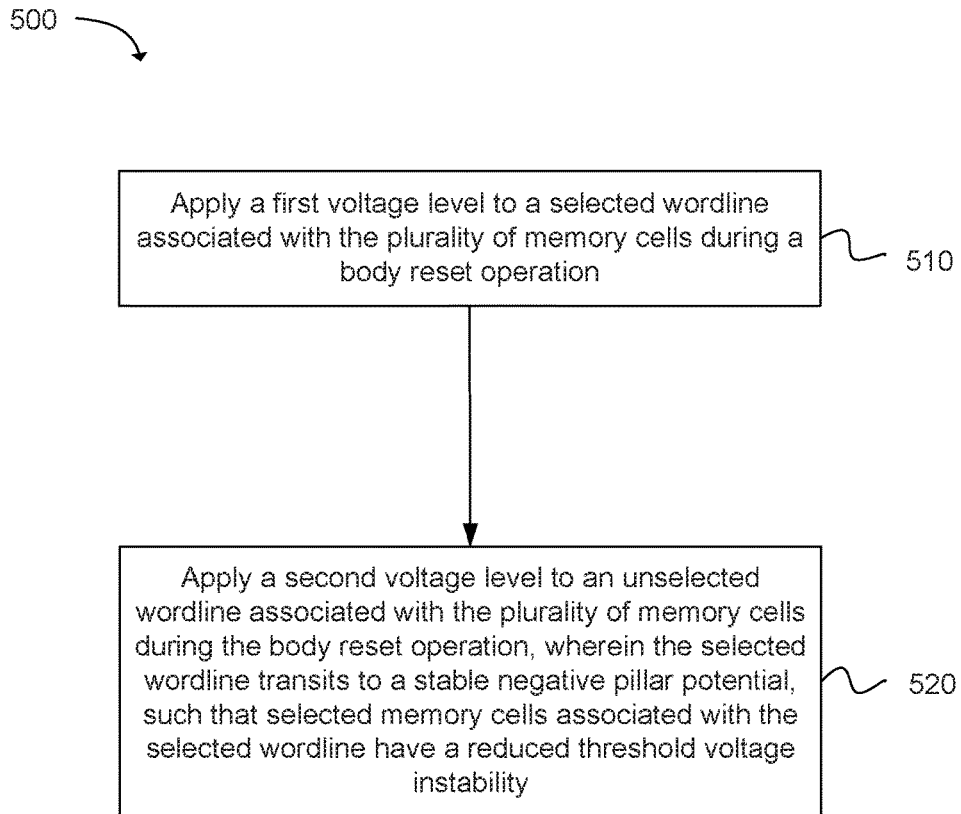 500
Apply a first voltage level to a selected wordline
associated with the plurality of memory cells during a
body reset operation
510
Apply a second voltage level to an unselected
wordline associated with the plurality of memory cells
during the body reset operation, wherein the selected
wordline transits to a stable negative pillar potential,
such that selected memory cells associated with the
selected wordline have a reduced threshold voltage
instability
520